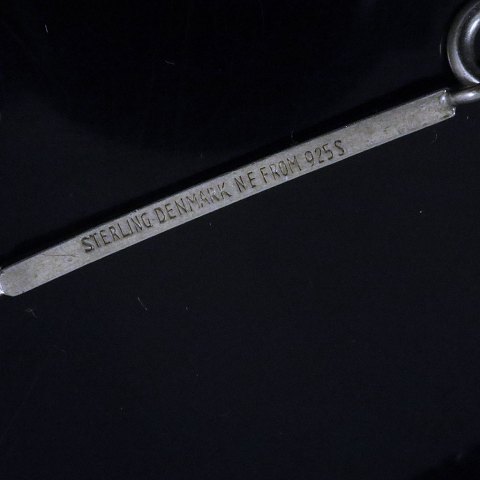 STERLING DENMARK N·E FROM 925 S